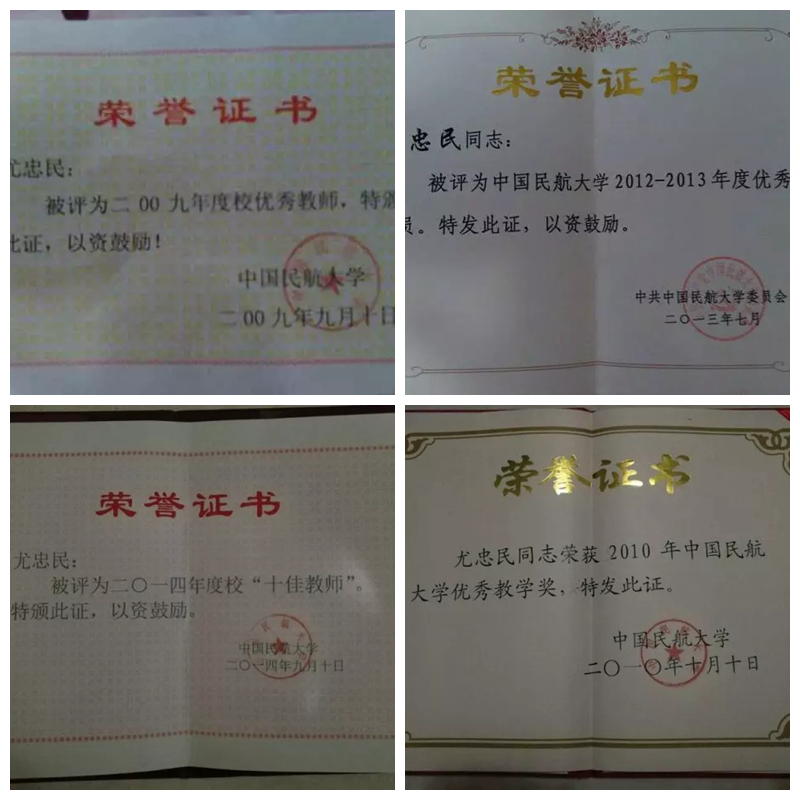 荣誉证书
尤忠民：
被评为二00九年度校优秀教师，特颁
此证，以资鼓励！
中国民航大学
二00九年九月十日
荣誉证书
忠民同志：
被评为中国民航大学2012-2013年度优秀
员。特发此证，以资鼓励。
中共中国民航大学委员会
二〇一三年七月
荣誉证书
尤忠民：
被评为二〇一四年度校“十佳教师”。
特颁此证，以资鼓励。
中国民航大学
二〇一四年九月十日
荣誉证书
尤忠民同志荣获2010年中国民航
大学优秀教学奖，特发此证。
中国民航大学
二〇一〇年十月十日